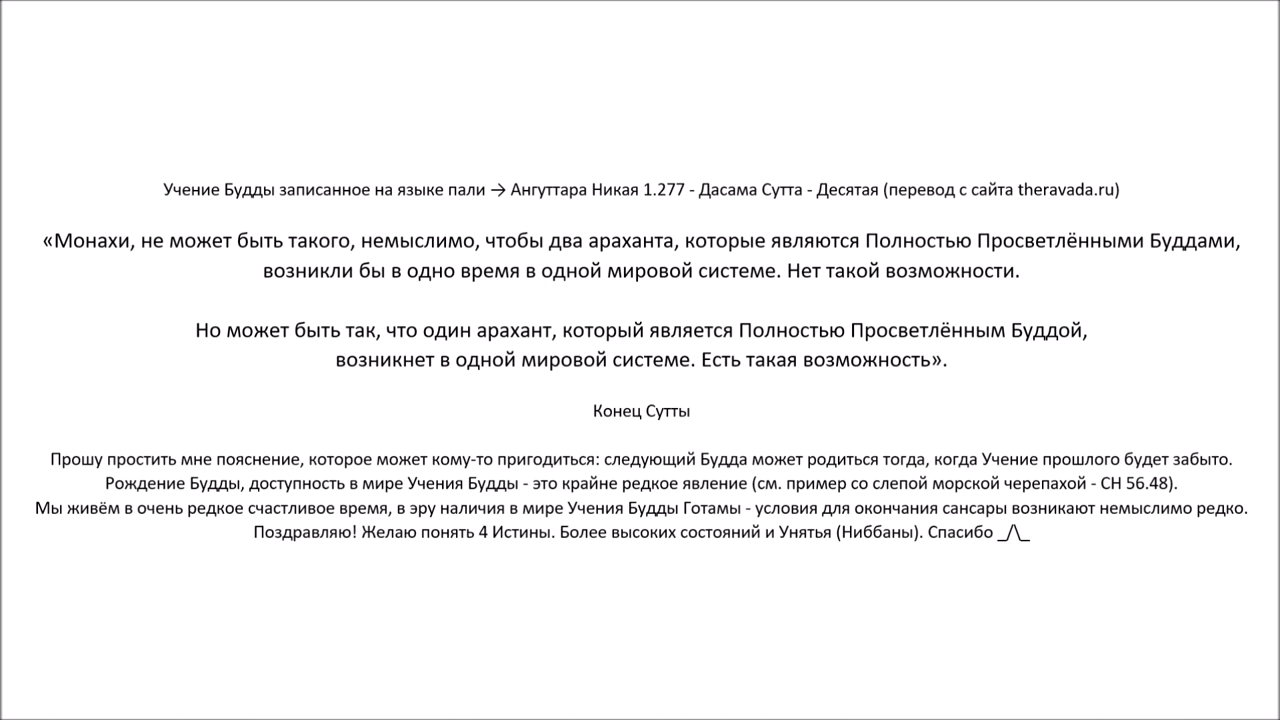 Учение Будды записанное на языке пали → Ангуттара Никая 1.277 - Дасама Сутта - Десятая (перевод с сайта theravada.ru)
«Монахи, не может быть такого, немыслимо, чтобы два араханта, которые являются Полностью Просветлёнными Буддами,
возникли бы в одно время в одной мировой системе. Нет такой возможности.
Но может быть так, что один арахант, который является Полностью Просветлённым Буддой,
возникнет в одной мировой системе. Есть такая возможность».
Конец Сутты
Прошу простить мне пояснение, которое может кому-то пригодиться: следующий Будда может родиться тогда, когда Учение прошлого будет забыто.
Рождение Будды, доступность в мире Учения Будды - это крайне редкое явление (см. пример со слепой морской черепахой - СН 56.48).
Мы живём в очень редкое счастливое время, в эру наличия в мире Учения Будды Готамы - условия для окончания сансары возникают немыслимо редко.
Поздравляю! Желаю понять 4 Истины. Более высоких состояний и Унятья (Ниббаны). Спасибо _/\_